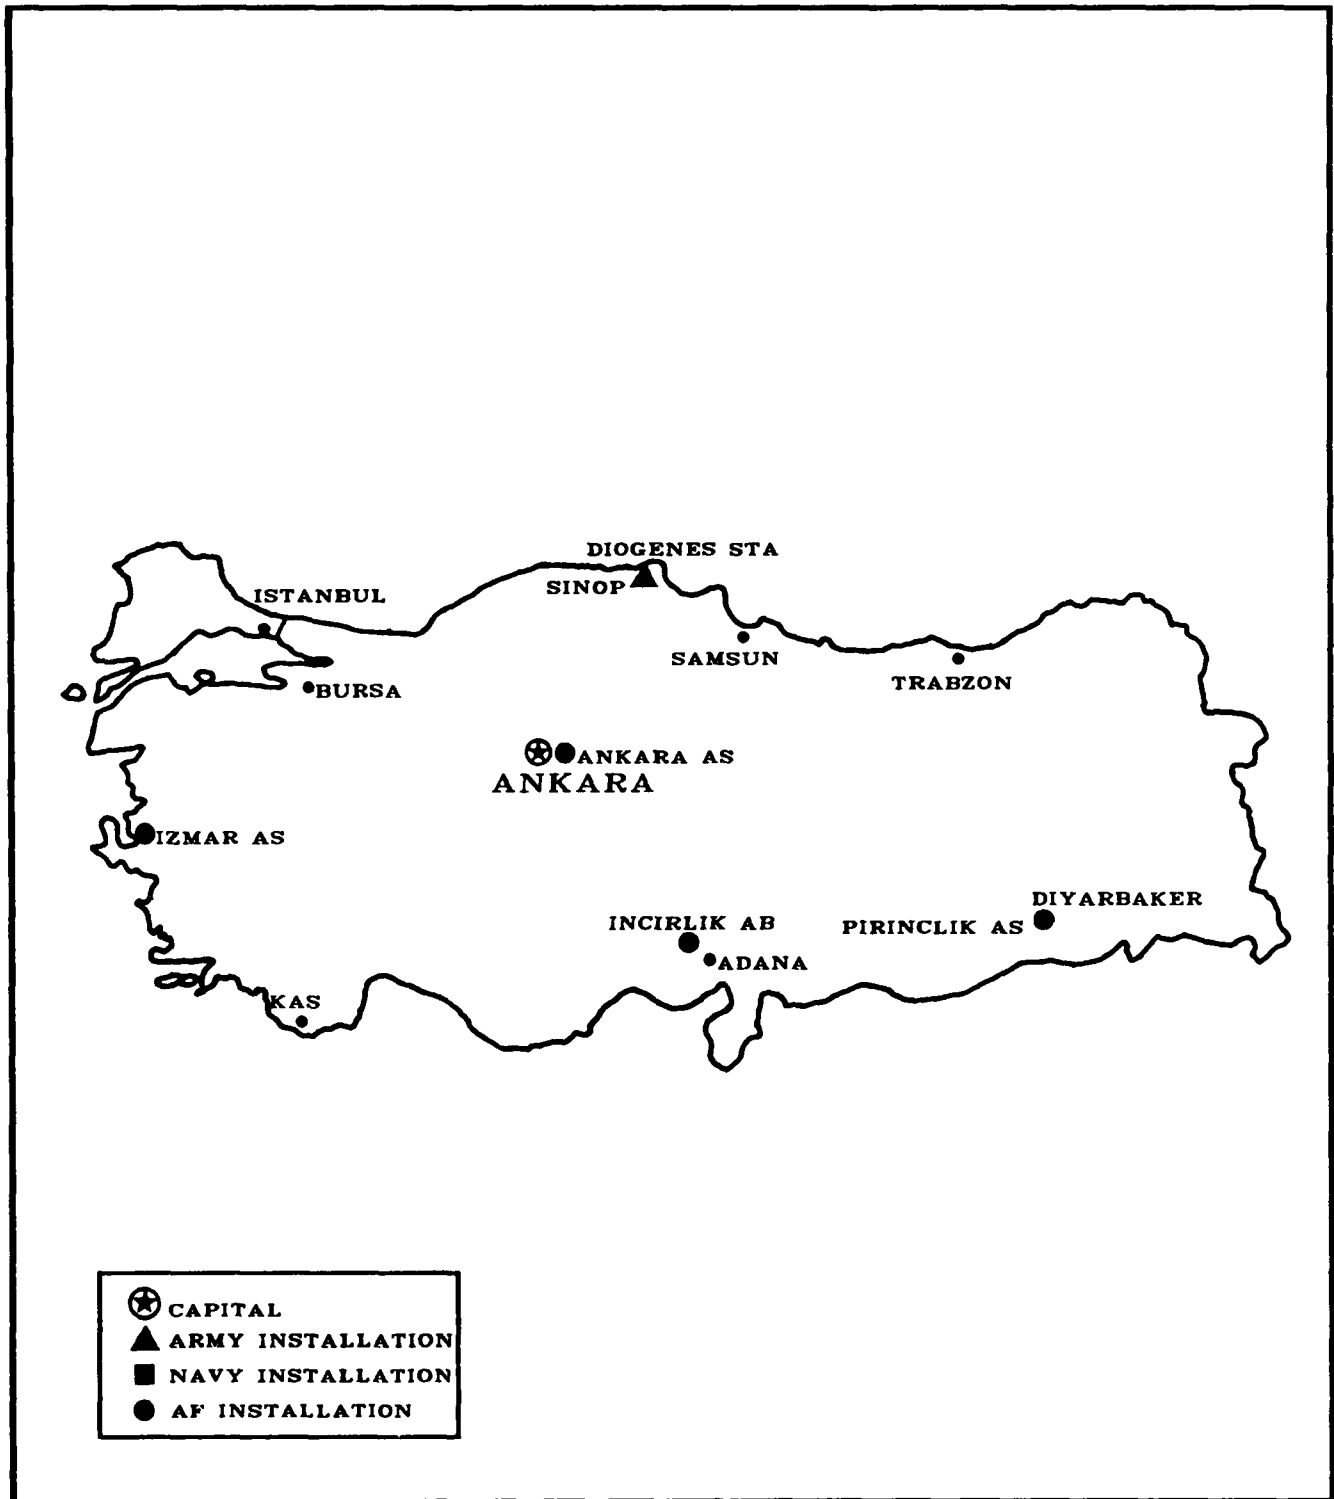 DIOGENES STA
SINOP
ISTANBUL
SAMSUN
TRABZON
BURSA
ANKARA AS
ANKARA
IZMAR AS
DIYARBAKER
INCIRLIK AB
PIRINCLIK AS
ADANA
KAS
CAPITAL
ARMY INSTALLATION
NAVY INSTALLATION
AF INSTALLATION